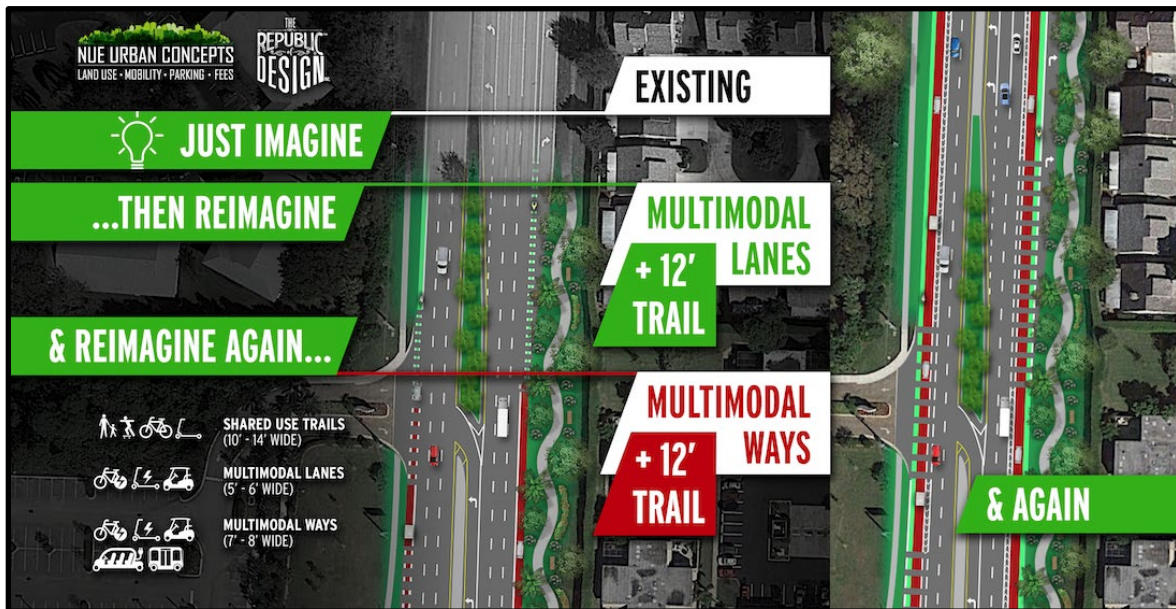 NUE URBAN CONCEPTS
LAND USE • MOBILITY • PARKING • FEES
THE
REPUBLIC
of
DESIGN
EXISTING
JUST IMAGINE
...THEN REIMAGINE
MULTIMODAL
LANES
+ 12'
TRAIL
& REIMAGINE AGAIN...
MULTIMODAL
WAYS
+ 12'
TRAIL
SHARED USE TRAILS
(10' - 14' WIDE)
MULTIMODAL LANES
(5' - 6' WIDE)
MULTIMODAL WAYS
(7' - 8' WIDE)
& AGAIN